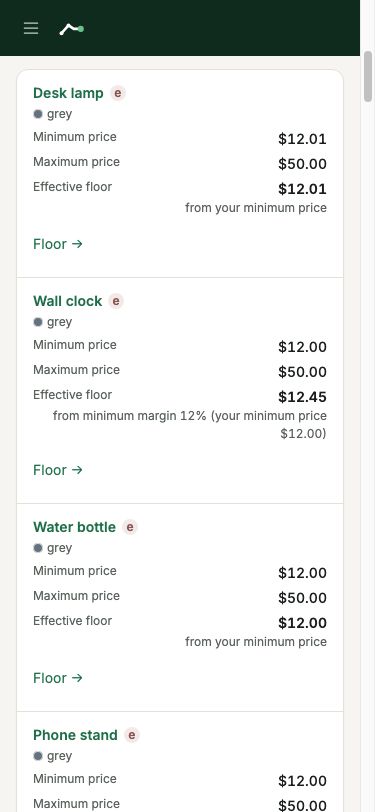 Desk lamp e
grey
Minimum price $12.01
Maximum price $50.00
Effective floor $12.01
from your minimum price
Floor →
Wall clock e
grey
Minimum price $12.00
Maximum price $50.00
Effective floor $12.45
from minimum margin 12% (your minimum price
$12.00)
Floor →
Water bottle e
grey
Minimum price $12.00
Maximum price $50.00
Effective floor $12.00
from your minimum price
Floor →
Phone stand e
grey
Minimum price $12.00
Maximum price $50.00